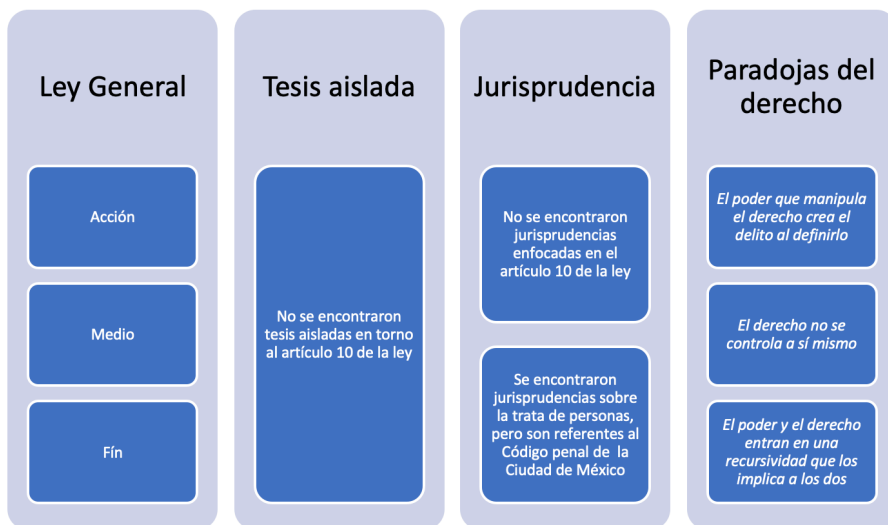 Ley General
Acción
Medio
Fín
Tesis aislada
No se encontraron
tesis aisladas en torno
al artículo 10 de la ley
Jurisprudencia
No se encontraron
jurisprudencias
enfocadas en el
artículo 10 de la ley
Se encontraron
jurisprudencias sobre
la trata de personas,
pero son referentes al
Código penal de la
Ciudad de México
Paradojas del
derecho
El poder que manipula
el derecho crea el
delito al definirlo
El derecho no se
controla a sí mismo
El poder y el derecho
entran en una
recursividad que los
implica a los dos